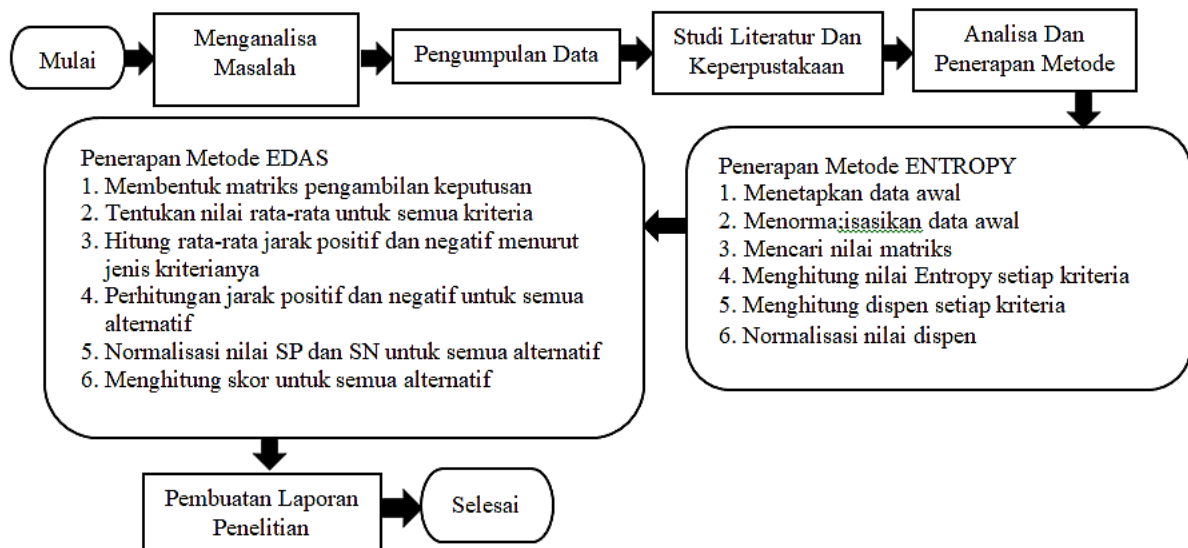 Mulai
Menganalisa
Masalah
Pengumpulan Data
Studi Literatur Dan
Keperpustakaan
Analisa Dan
Penerapan Metode
Penerapan Metode ENTROPY
1. Menetapkan data awal
2. Menorma;isasikan data awal
3. Mencari nilai matriks
4. Menghitung nilai Entropy setiap kriteria
5. Menghitung dispen setiap kriteria
6. Normalisasi nilai dispen
Penerapan Metode EDAS
1. Membentuk matriks pengambilan keputusan
2. Tentukan nilai rata-rata untuk semua kriteria
3. Hitung rata-rata jarak positif dan negatif menurut
jenis kriterianya
4. Perhitungan jarak positif dan negatif untuk semua
alternatif
5. Normalisasi nilai SP dan SN untuk semua alternatif
6. Menghitung skor untuk semua alternatif
Pembuatan Laporan
Penelitian
Selesai